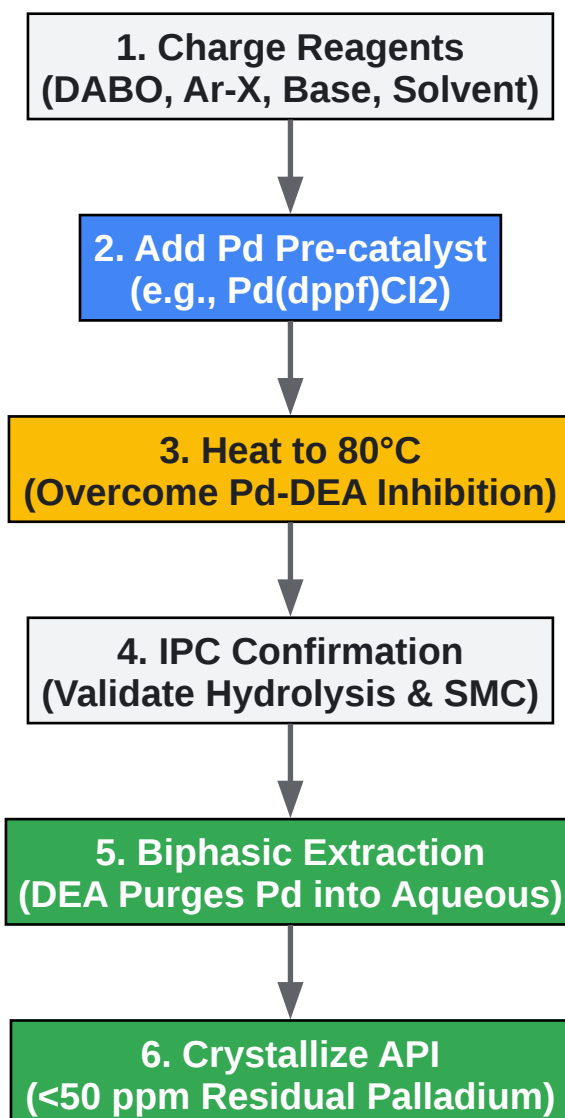 1. Charge Reagents
(DABO, Ar-X, Base, Solvent)
2. Add Pd Pre-catalyst
(e.g., Pd(dppf)Cl2)
3. Heat to 80°C
(Overcome Pd-DEA Inhibition)
4. IPC Confirmation
(Validate Hydrolysis & SMC)
5. Biphasic Extraction
(DEA Purges Pd into Aqueous)
6. Crystallize API
(<50 ppm Residual Palladium)